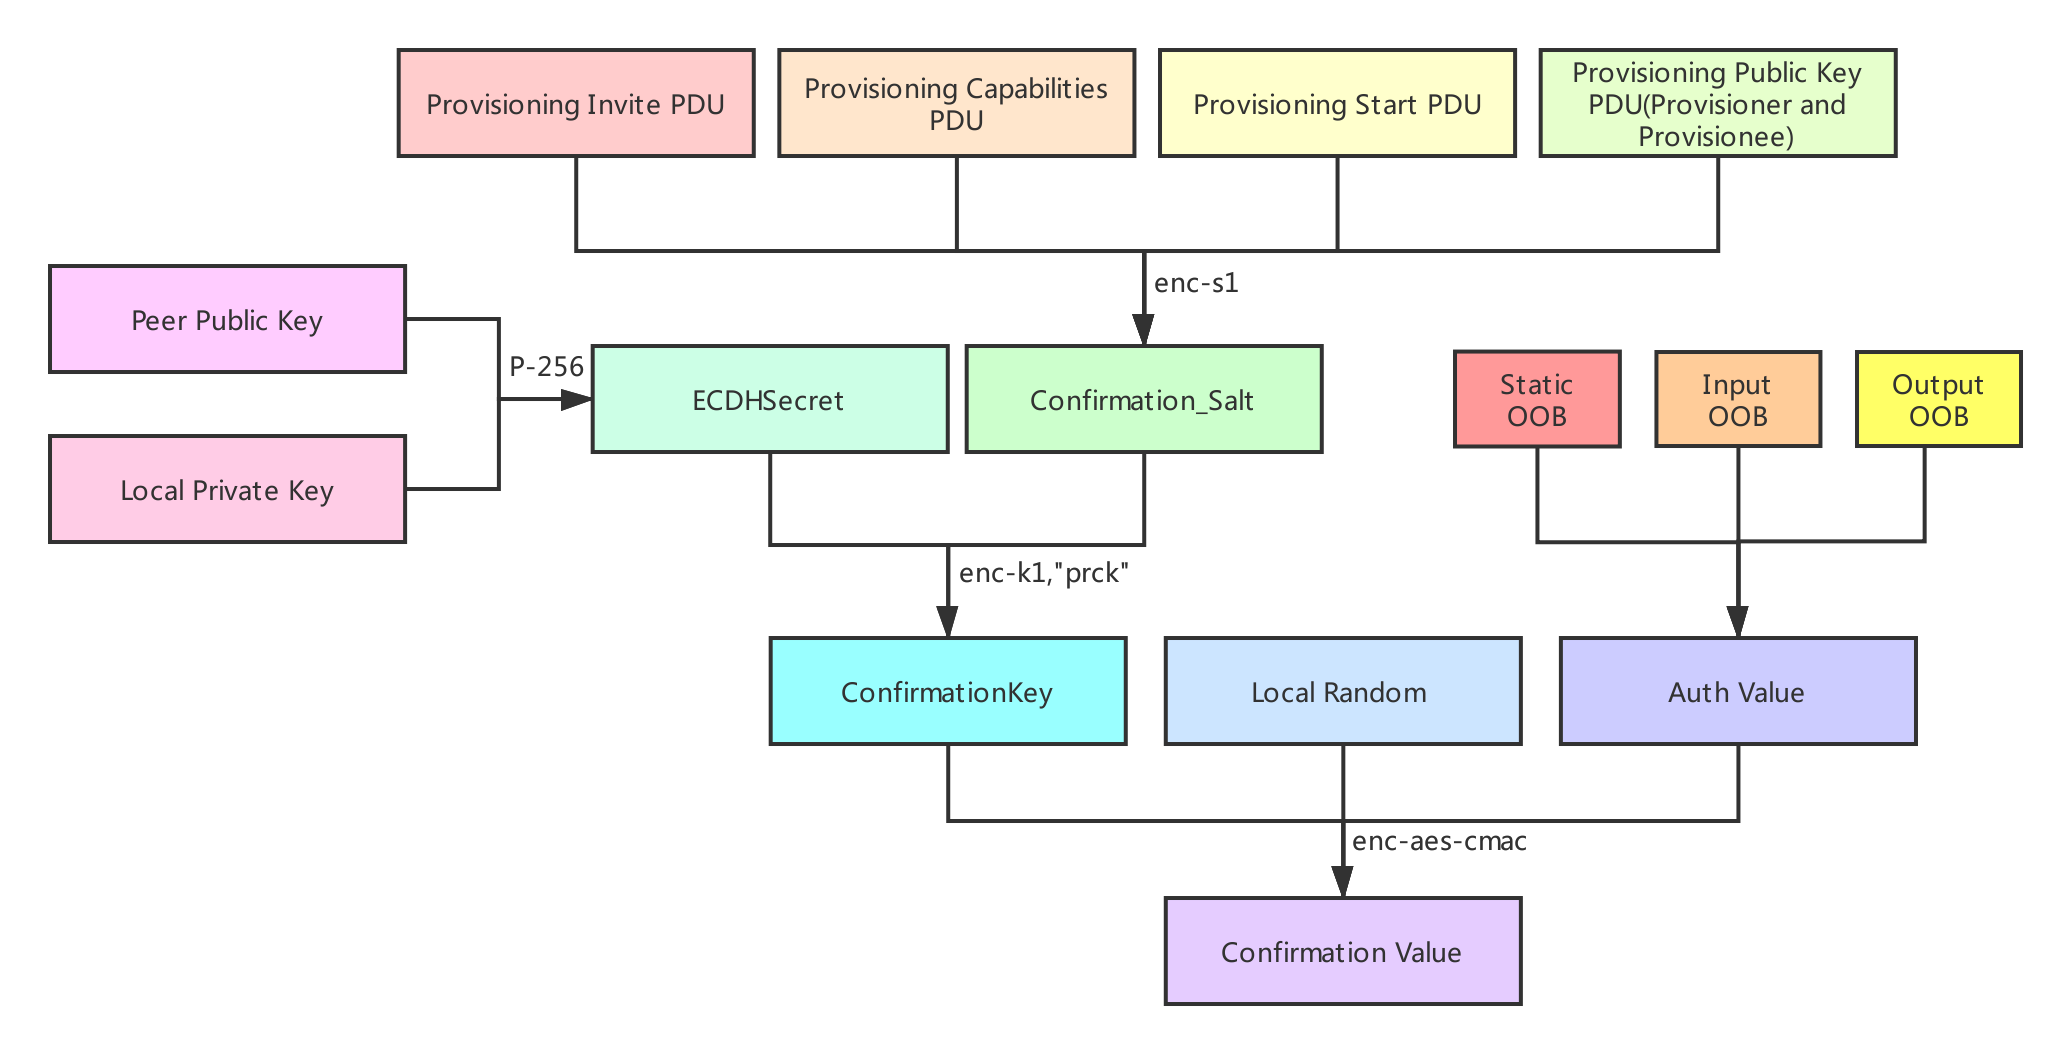 Provisioning Invite PDU
Provisioning Capabilities
PDU
Provisioning Start PDU
Provisioning Public Key
PDU(Provisioner and
Provisionee)
enc-s1
Peer Public Key
Local Private Key
P-256
ECDHSecret
Confirmation_Salt
Static
OOB
Input
OOB
Output
OOB
enc-k1,"prck"
ConfirmationKey
Local Random
Auth Value
enc-aes-cmac
Confirmation Value